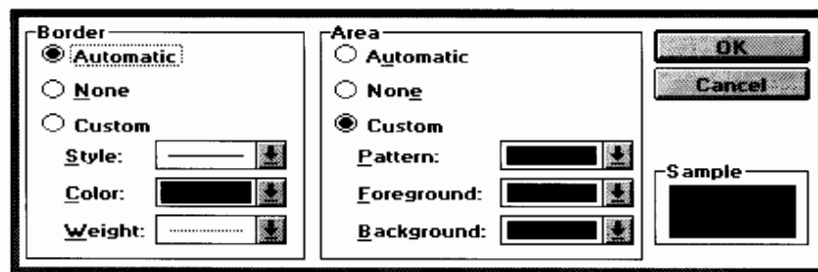 Border
Automatic
None
Custom
Style:
Color:
Weight:
Area
Automatic
None
Custom
Pattern:
Foreground:
Background:
OK
Cancel
Sample